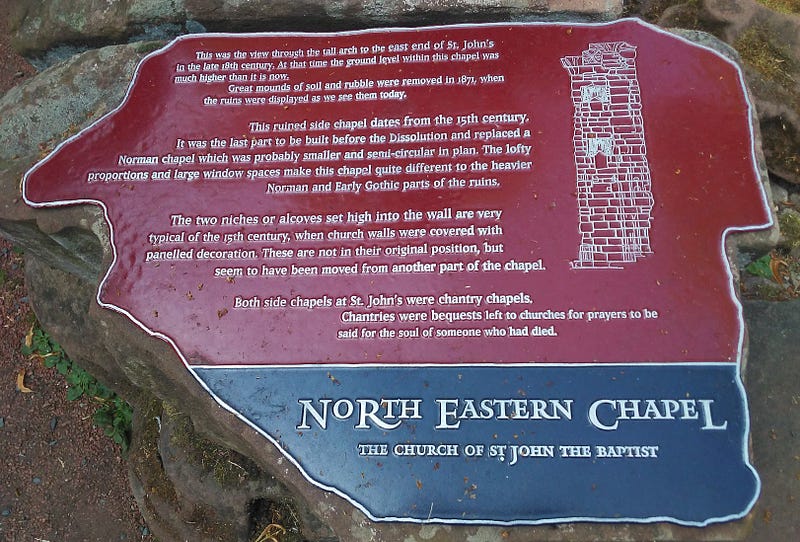 This was the view through the tall arch to the east end of St. John's
in the late 18th century. At that time the ground level within this chapel was
much higher than it is now.
Great mounds of soil and rubble were removed in 1871, when
the ruins were displayed as we see them today.
This ruined side chapel dates from the 15th century.
It was the last part to be built before the Dissolution and replaced a
Norman chapel which was probably smaller and semi-circular in plan. The lofty
proportions and large window spaces make this chapel quite different to the heavier
Norman and Early Gothic parts of the ruins.
The two niches or alcoves set high into the wall are very
typical of the 15th century, when church walls were covered with
panelled decoration. These are not in their original position, but
seem to have been moved from another part of the chapel.
Both side chapels at St. John's were chantry chapels.
Chantries were bequests left to churches for prayers to be
said for the soul of someone who had died.
NORTH EASTERN CHAPEL
THE CHURCH OF ST JOHN THE BAPTIST